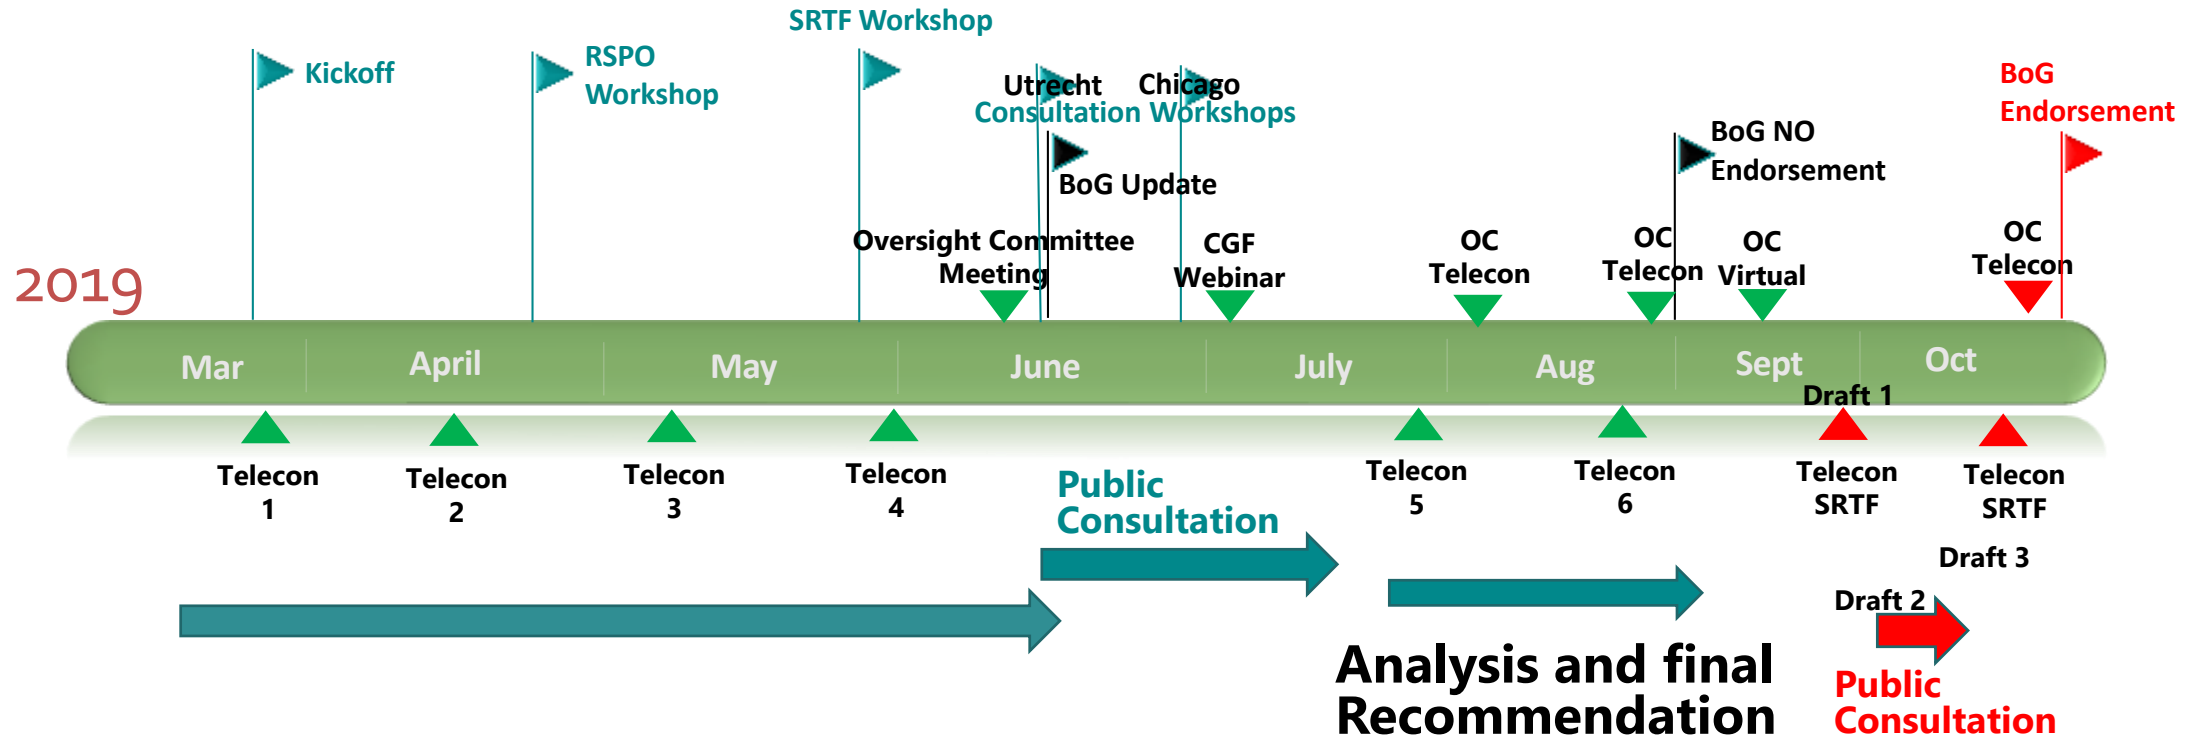 SRTF Workshop
Kickoff
RSPO
Workshop
Utrecht
Chicago
Consultation Workshops
BoG
Endorsement
BoG NO
Endorsement
BoG Update
Oversight Committee
Meeting
CGF
Webinar
OC
Telecon
OC
Telecon
OC
Virtual
OC
Telecon
2019
Mar
April
May
June
July
Aug
Sept
Oct
Draft 1
Telecon
1
Telecon
2
Telecon
3
Telecon
4
Public
Consultation
Telecon
5
Telecon
6
Telecon
SRTF
Telecon
SRTF
Draft 3
Draft 2
Analysis and final
Recommendation
Public
Consultation